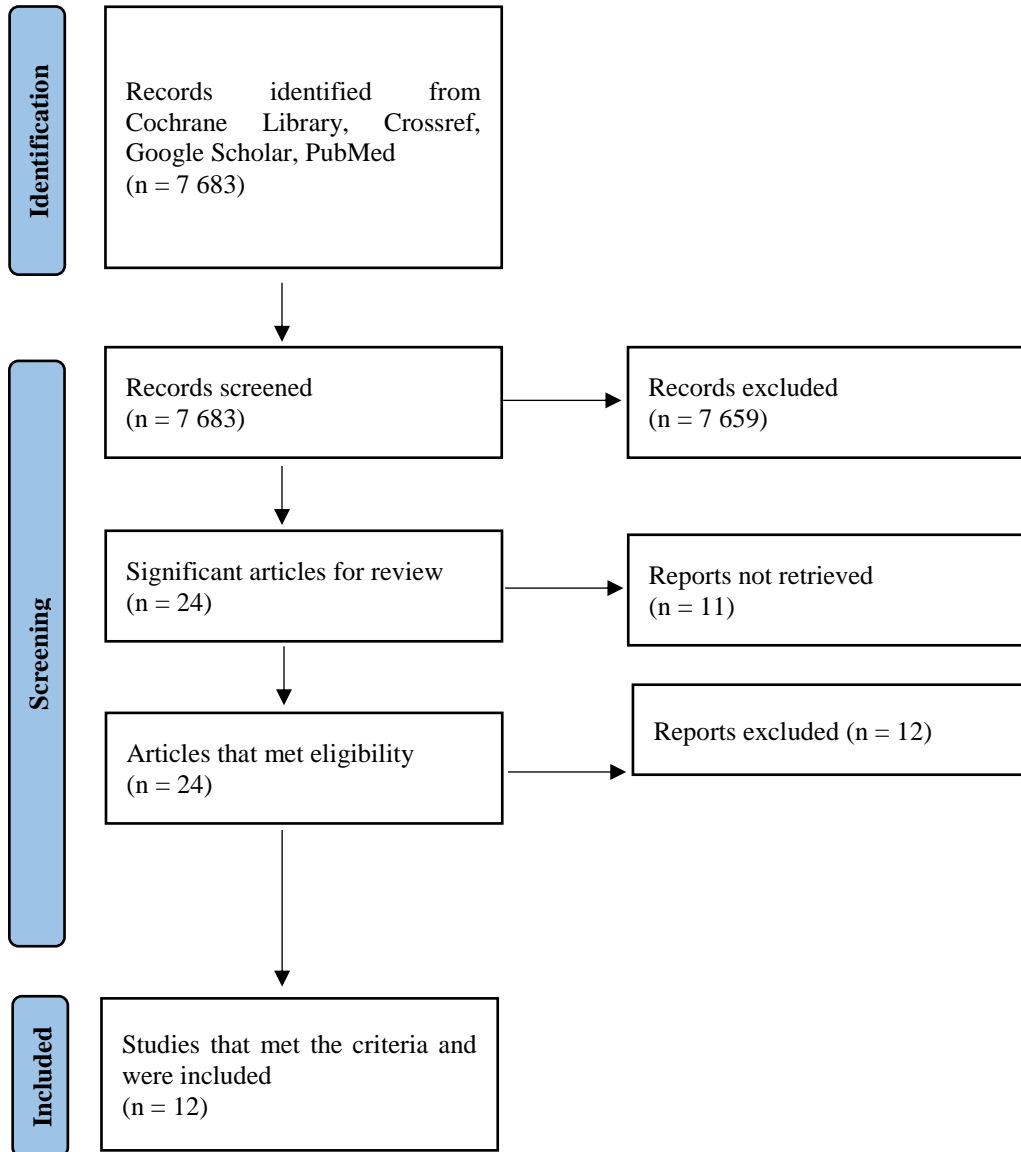 Identification
Records identified from
Cochrane Library, Crossref,
Google Scholar, PubMed
(n = 7 683)
Screening
Records screened
(n = 7 683)
Records excluded
(n = 7 659)
Significant articles for review
(n = 24)
Reports not retrieved
(n = 11)
Articles that met eligibility
(n = 24)
Reports excluded (n = 12)
Included
Studies that met the criteria and
were included
(n = 12)